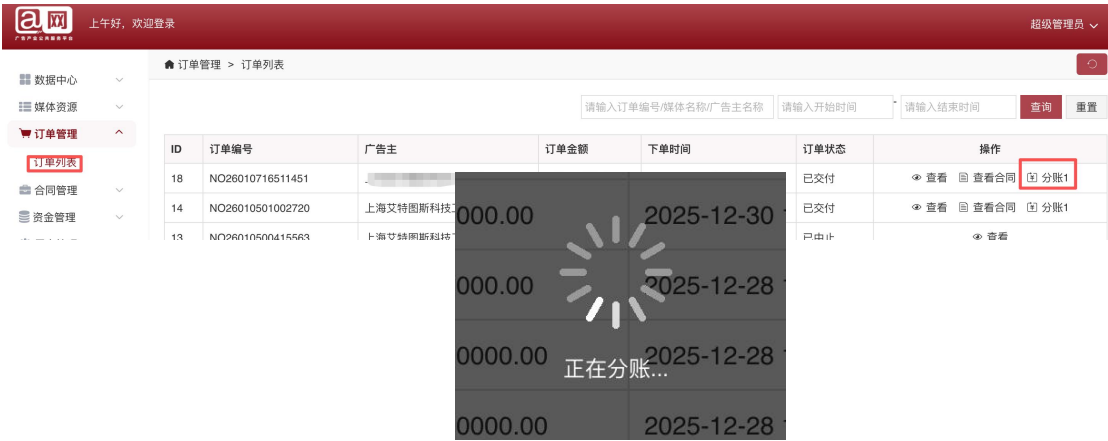 a网 上午好，欢迎登录 超级管理员
广告产业公共服务平台
订单管理 > 订单列表
数据中心
媒体资源
请输入订单编号/媒体名称/广告主名称 请输入开始时间 - 请输入结束时间 查询 重置
订单管理
ID 订单编号 广告主 订单金额 下单时间 订单状态 操作
订单列表
18 NO26010716511451 已交付 查看 查看合同 分账1
合同管理
14 NO26010501002720 上海艾特图斯科技 已交付 查看 查看合同 分账1
资金管理
13 NO26010500415563 上海艾特图斯科技 已中止 查看
000.00 2025-12-30
000.00 2025-12-28
0000.00 2025-12-28
正在分账...
0000.00 2025-12-28